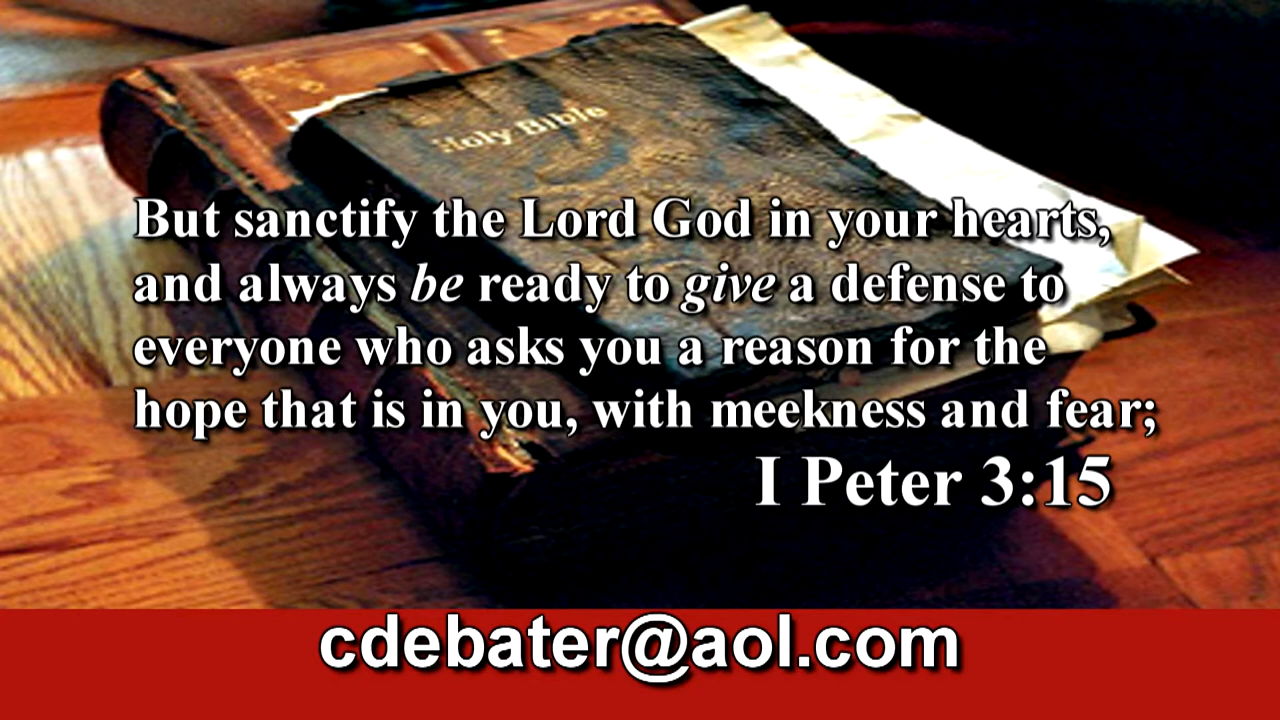 Holy Bible
But sanctify the Lord God in your hearts,
and always be ready to give a defense to
everyone who asks you a reason for the
hope that is in you, with meekness and fear;
I Peter 3:15
cdebater@aol.com